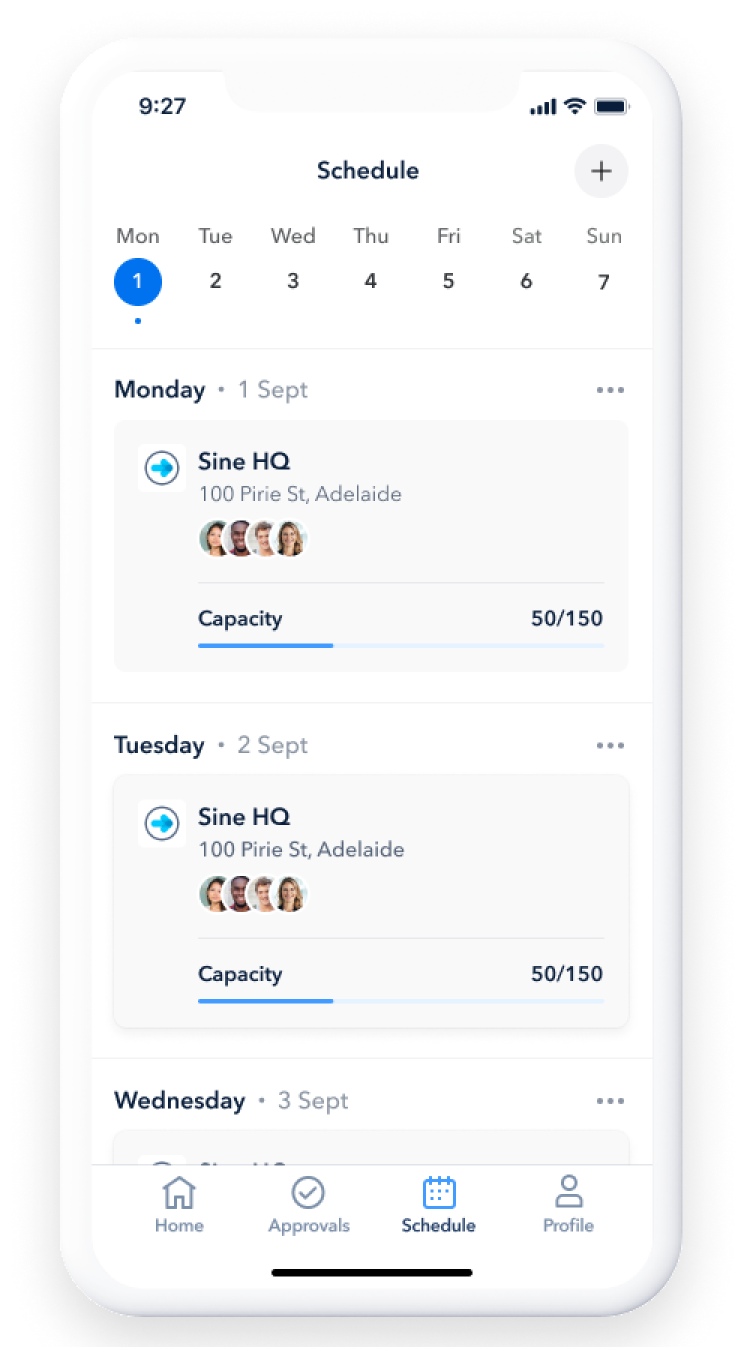 9:27
Schedule
Mon Tue Wed Thu Fri Sat Sun
1 2 3 4 5 6 7
Monday • 1 Sept
Sine HQ
100 Pirie St, Adelaide
Capacity 50/150
Tuesday • 2 Sept
Sine HQ
100 Pirie St, Adelaide
Capacity 50/150
Wednesday • 3 Sept
Home Approvals Schedule Profile